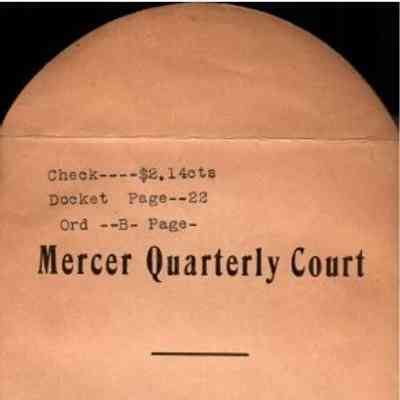 Check----$2.14cts
Docket Page--22
Ord --B- Page-
Mercer Quarterly Court